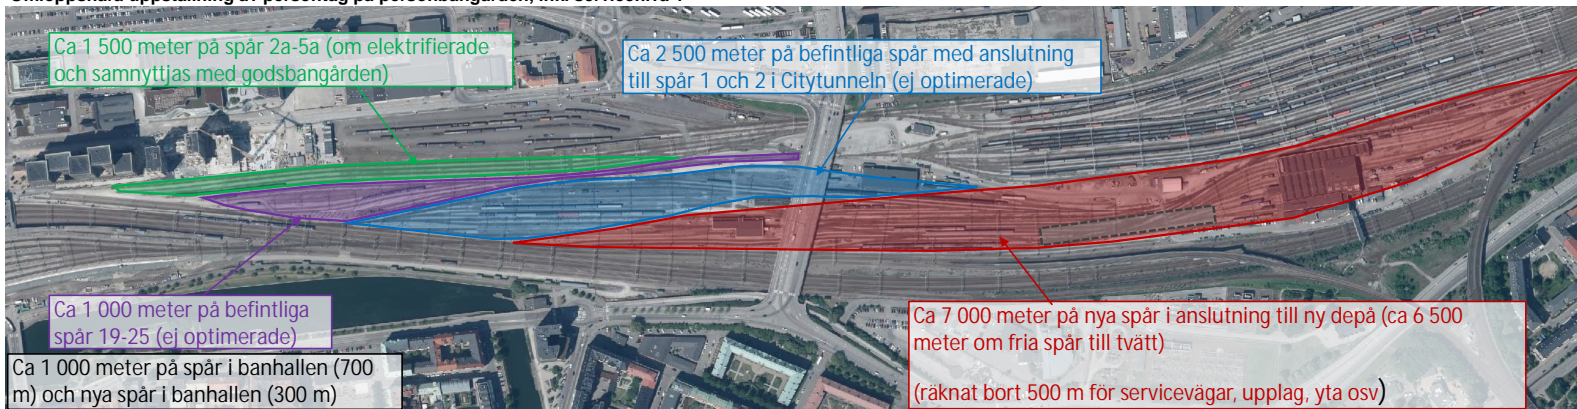 Ca 1 500 meter på spår 2a-5a (om elektrifierade
och samnyttjas med godsbangården)
Ca 2 500 meter på befintliga spår med anslutning
till spår 1 och 2 i Citytunneln (ej optimerade)
Ca 1 000 meter på befintliga
spår 19-25 (ej optimerade)
Ca 1 000 meter på spår i banhallen (700
m) och nya spår i banhallen (300 m)
Ca 7 000 meter på nya spår i anslutning till ny depå (ca 6 500
meter om fria spår till tvätt)
(räknat bort 500 m för servicevägar, upplag, yta osv)